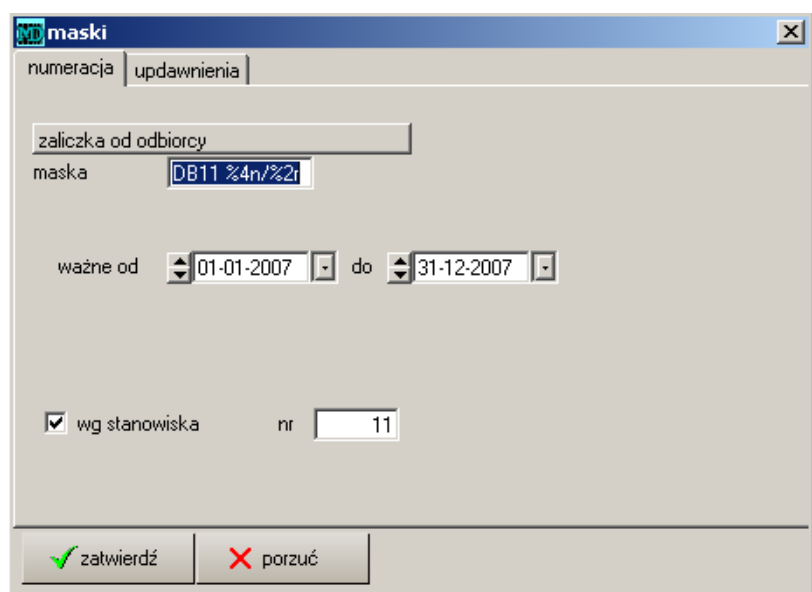 MD maski
numeracja updawnienia
zaliczka od odbiorcy
maska DB11 %4n/%2r
ważne od 01-01-2007 do 31-12-2007
wg stanowiska nr 11
zatwierdź porzuć